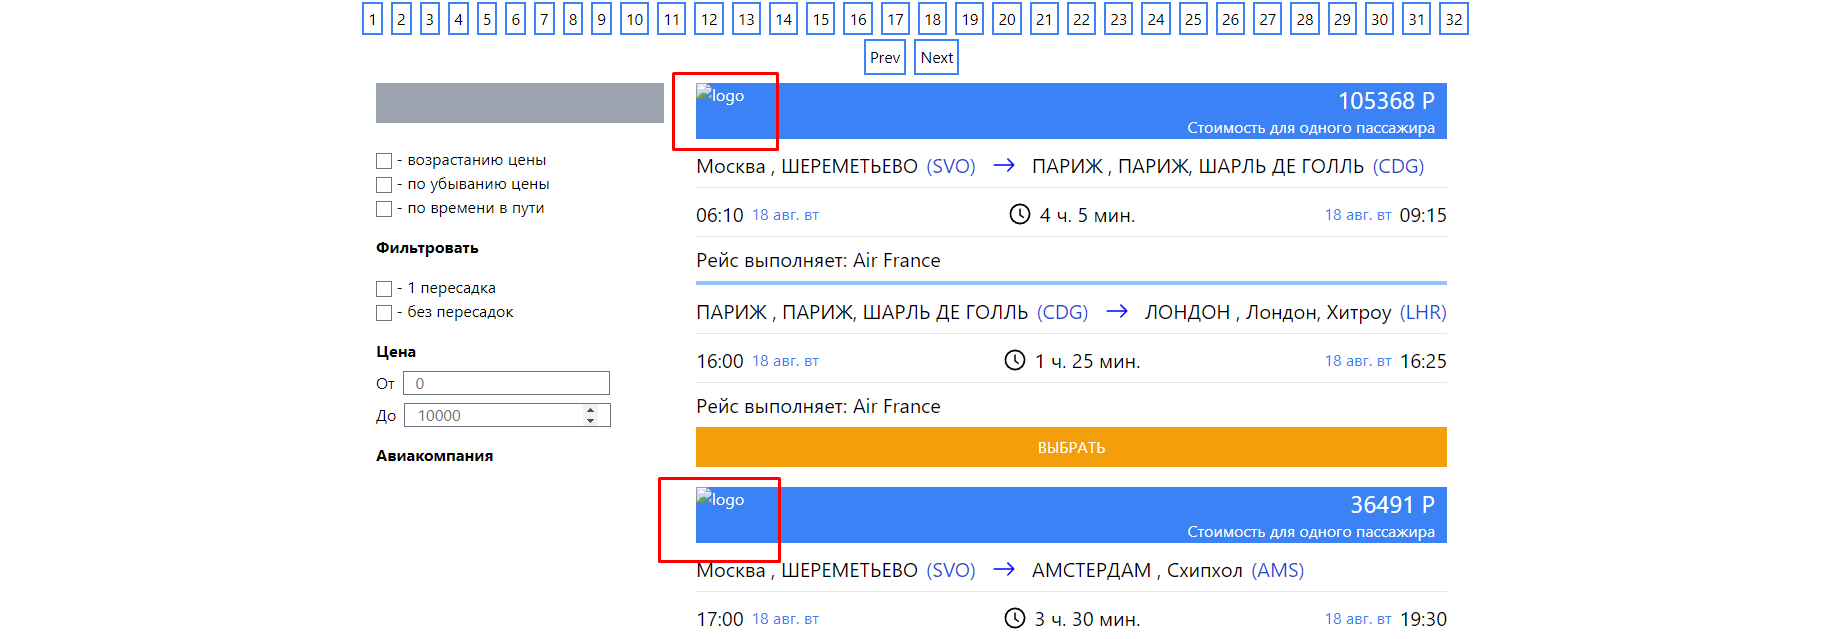 1 2 3 4 5 6 7 8 9 10 11 12 13 14 15 16 17 18 19 20 21 22 23 24 25 26 27 28 29 30 31 32
Prev Next
- возрастанию цены
- по убыванию цены
- по времени в пути
Фильтровать
- 1 пересадка
- без пересадок
Цена
От 0
До 10000
Авиакомпания
logo
105368 Р
Стоимость для одного пассажира
Москва , ШЕРЕМЕТЬЕВО (SVO) → ПАРИЖ , ПАРИЖ, ШАРЛЬ ДЕ ГОЛЛЬ (CDG)
06:10 18 авг. вт 4 ч. 5 мин. 18 авг. вт 09:15
Рейс выполняет: Air France
ПАРИЖ , ПАРИЖ, ШАРЛЬ ДЕ ГОЛЛЬ (CDG) → ЛОНДОН , Лондон, Хитроу (LHR)
16:00 18 авг. вт 1 ч. 25 мин. 18 авг. вт 16:25
Рейс выполняет: Air France
ВЫБРАТЬ
logo
36491 Р
Стоимость для одного пассажира
Москва , ШЕРЕМЕТЬЕВО (SVO) → АМСТЕРДАМ , Схипхол (AMS)
17:00 18 авг. вт 3 ч. 30 мин. 18 авг. вт 19:30